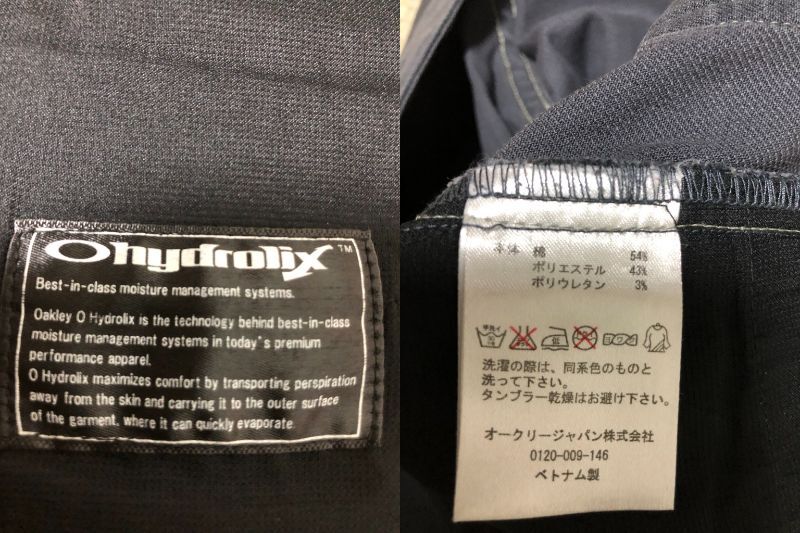 Ohydrolix™
Best-in-class moisture management systems.
Oakley O Hydrolix is the technology behind best-in-class
moisture management systems in today's premium
performance apparel.
O Hydrolix maximizes comfort by transporting perspiration
away from the skin and carrying it to the outer surface
of the garment, where it can quickly evaporate.
本体 棉 54%
ポリエステル 43%
ポリウレタン 3%
洗濯の際は、同系色のものと
洗って下さい。
タンブラー乾燥はお避け下さい。
オークリージャパン株式会社
0120-009-146
ベトナム製